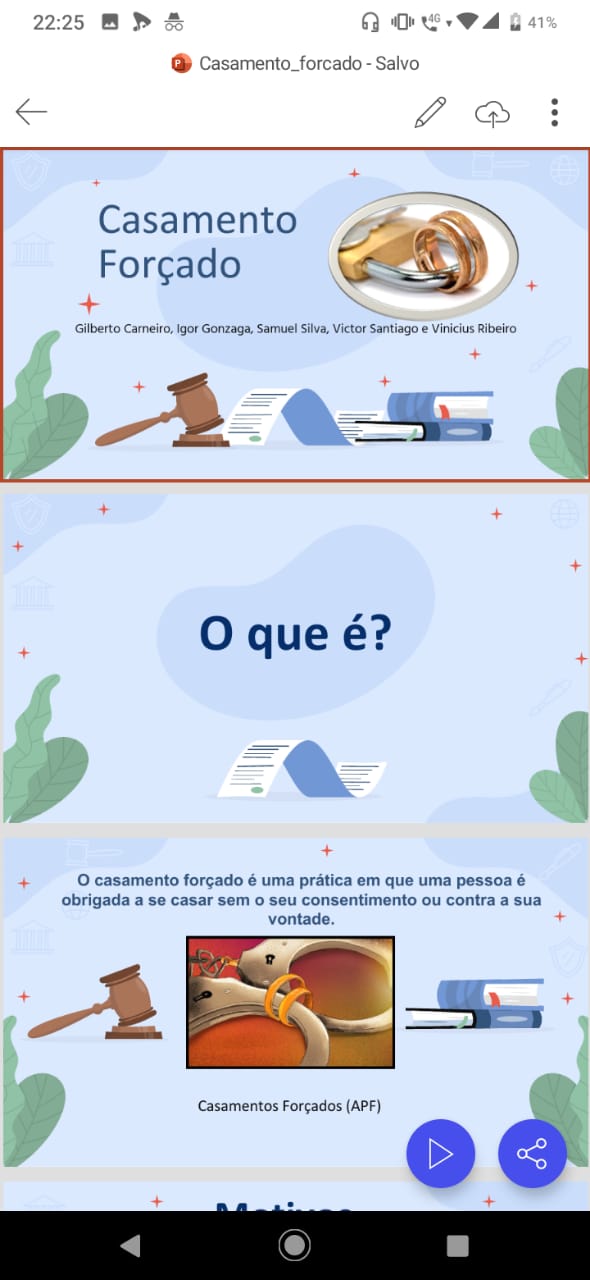 22:25
4G
41%
Casamento_forcado - Salvo
Casamento
Forçado
Gilberto Carneiro, Igor Gonzaga, Samuel Silva, Victor Santiago e Vinicius Ribeiro
O que é?
O casamento forçado é uma prática em que uma pessoa é
obrigada a se casar sem o seu consentimento ou contra a sua
vontade.
Casamentos Forçados (APF)